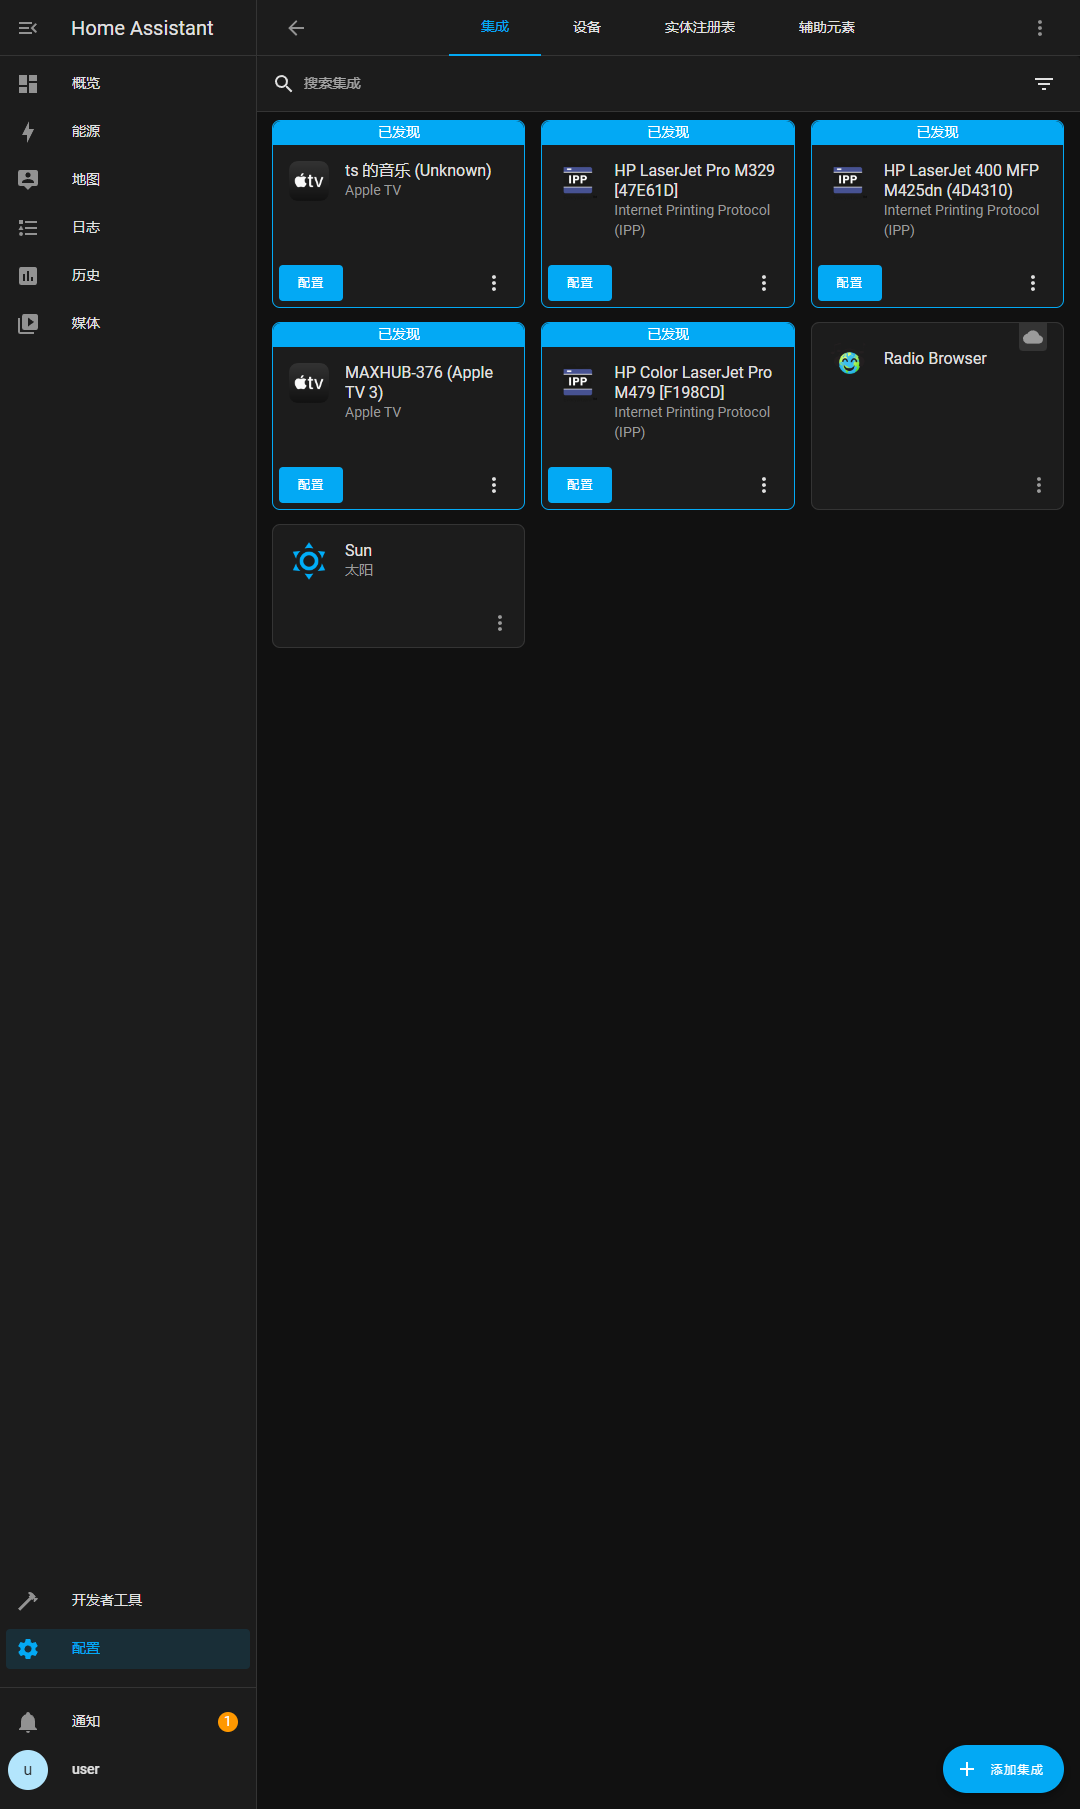 Home Assistant
概览
能源
地图
日志
历史
媒体
开发者工具
配置
通知
1
u
user
集成
设备
实体注册表
辅助元素
搜索集成
已发现
tv
ts 的音乐 (Unknown)
Apple TV
配置
已发现
IPP
HP LaserJet Pro M329
[47E61D]
Internet Printing Protocol
(IPP)
配置
已发现
IPP
HP LaserJet 400 MFP
M425dn (4D4310)
Internet Printing Protocol
(IPP)
配置
已发现
tv
MAXHUB-376 (Apple
TV 3)
Apple TV
配置
已发现
IPP
HP Color LaserJet Pro
M479 [F198CD]
Internet Printing Protocol
(IPP)
配置
Radio Browser
Sun
太阳
添加集成